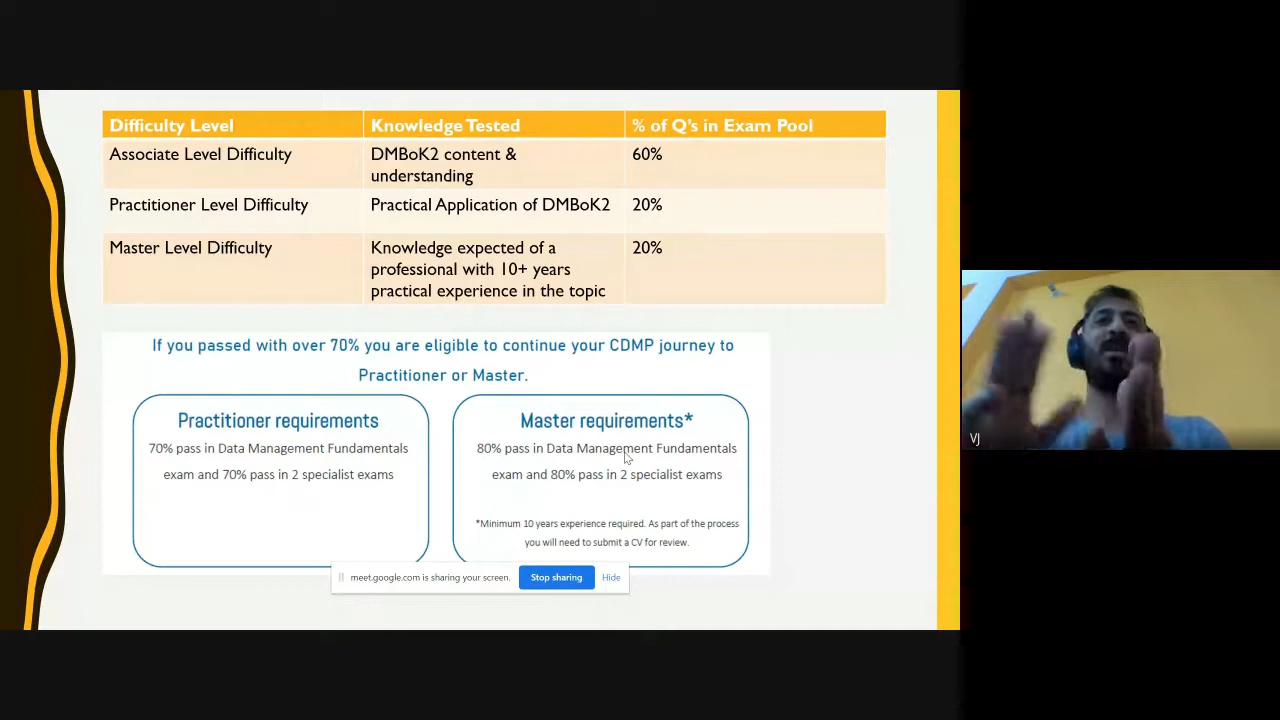 Difficulty Level
Knowledge Tested
% of Q's in Exam Pool
Associate Level Difficulty
DMBoK2 content &
understanding
60%
Practitioner Level Difficulty
Practical Application of DMBoK2
20%
Master Level Difficulty
Knowledge expected of a
professional with 10+ years
practical experience in the topic
20%
If you passed with over 70% you are eligible to continue your CDMP journey to
Practitioner or Master.
Practitioner requirements
70% pass in Data Management Fundamentals
exam and 70% pass in 2 specialist exams
Master requirements*
80% pass in Data Management Fundamentals
exam and 80% pass in 2 specialist exams
*Minimum 10 years experience required. As part of the process
you will need to submit a CV for review.
meet.google.com is sharing your screen.
Stop sharing
Hide
VJ